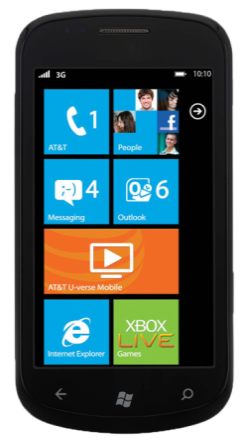 3G
10:10
1
AT&T
People
f
4
Messaging
O
6
Outlook
AT&T U-verse Mobile
Internet Explorer
XBOX
LIVE
Games